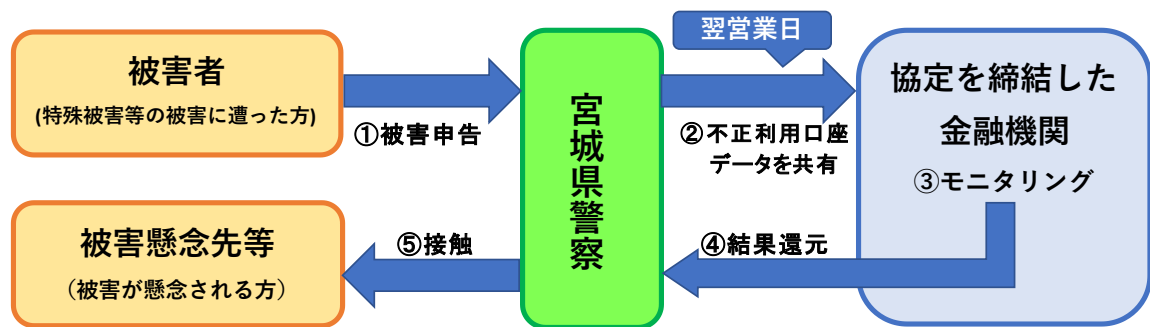 翌営業日
被害者
(特殊被害等の被害に遭った方)
①被害申告
宮城県警察
②不正利用口座
データを共有
協定を締結した
金融機関
③モニタリング
④結果還元
⑤接触
被害懸念先等
（被害が懸念される方）